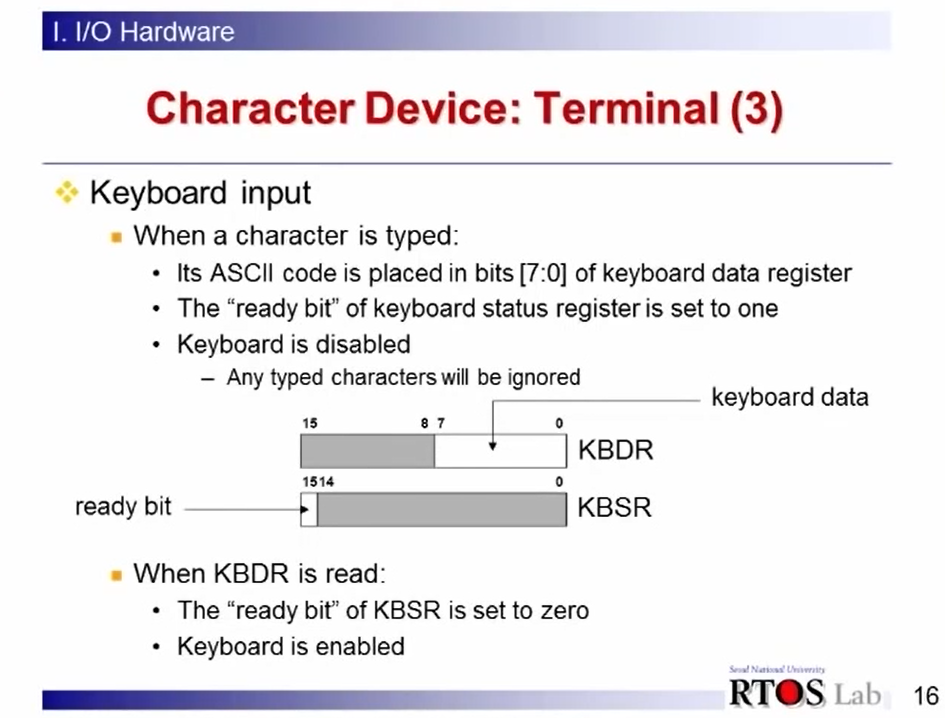 I. I/O Hardware
Character Device: Terminal (3)
Keyboard input
When a character is typed:
• Its ASCII code is placed in bits [7:0] of keyboard data register
• The “ready bit” of keyboard status register is set to one
• Keyboard is disabled
– Any typed characters will be ignored
keyboard data
15 8 7 0
KBDR
15 14 0
ready bit KBSR
When KBDR is read:
• The “ready bit” of KBSR is set to zero
• Keyboard is enabled
Seoul National University
RTOS Lab 16